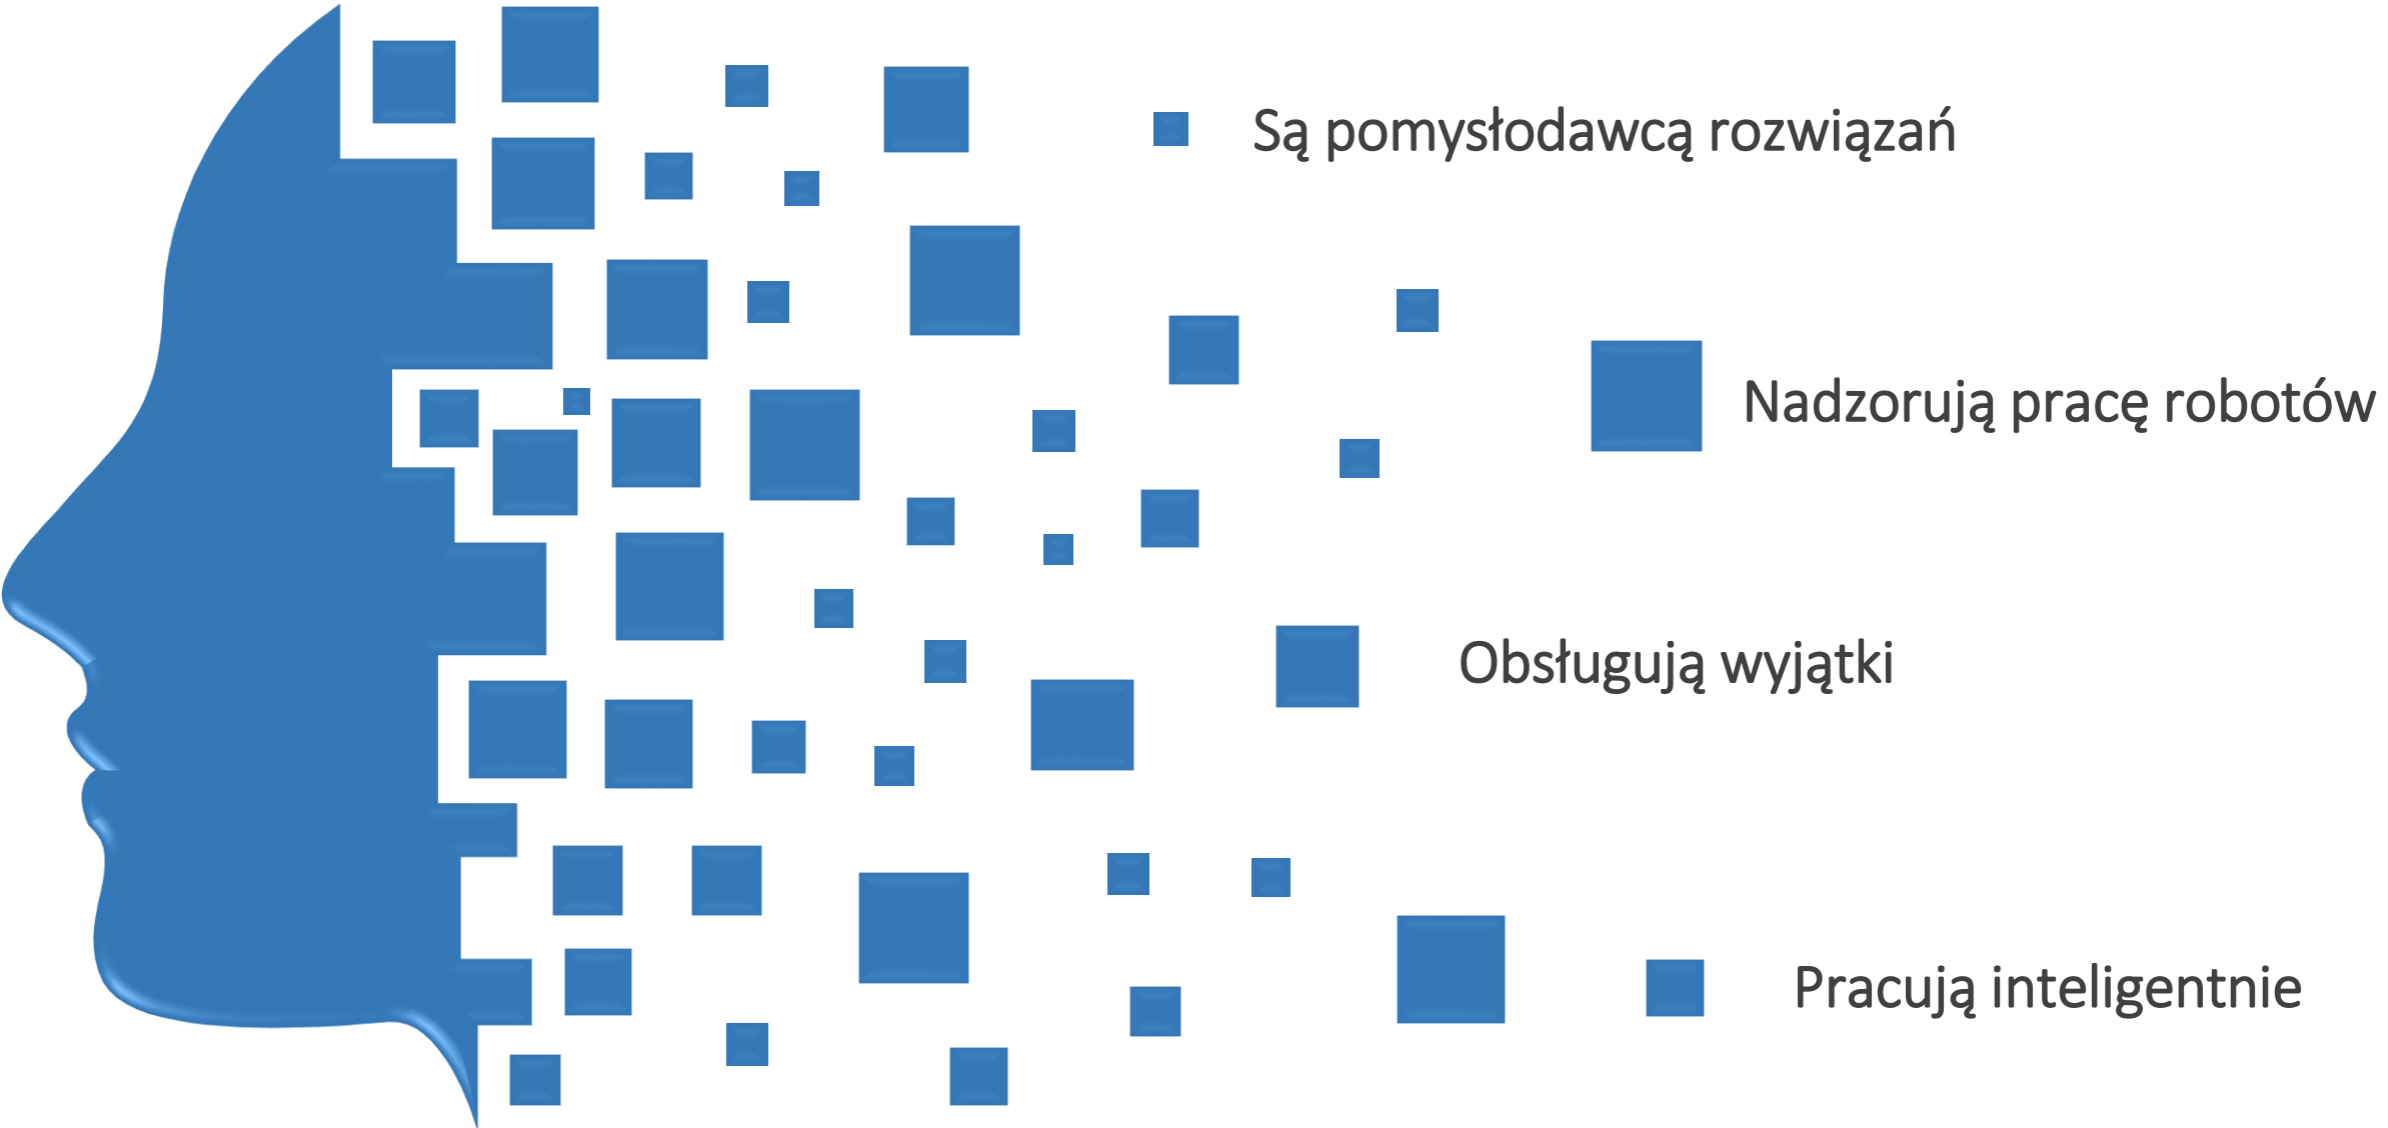 Są pomysłodawcą rozwiązań
Nadzorują pracę robotów
Obsługują wyjątki
Pracują inteligentnie